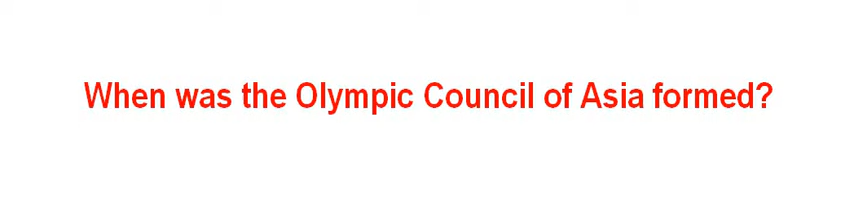 When was the Olympic Council of Asia formed?